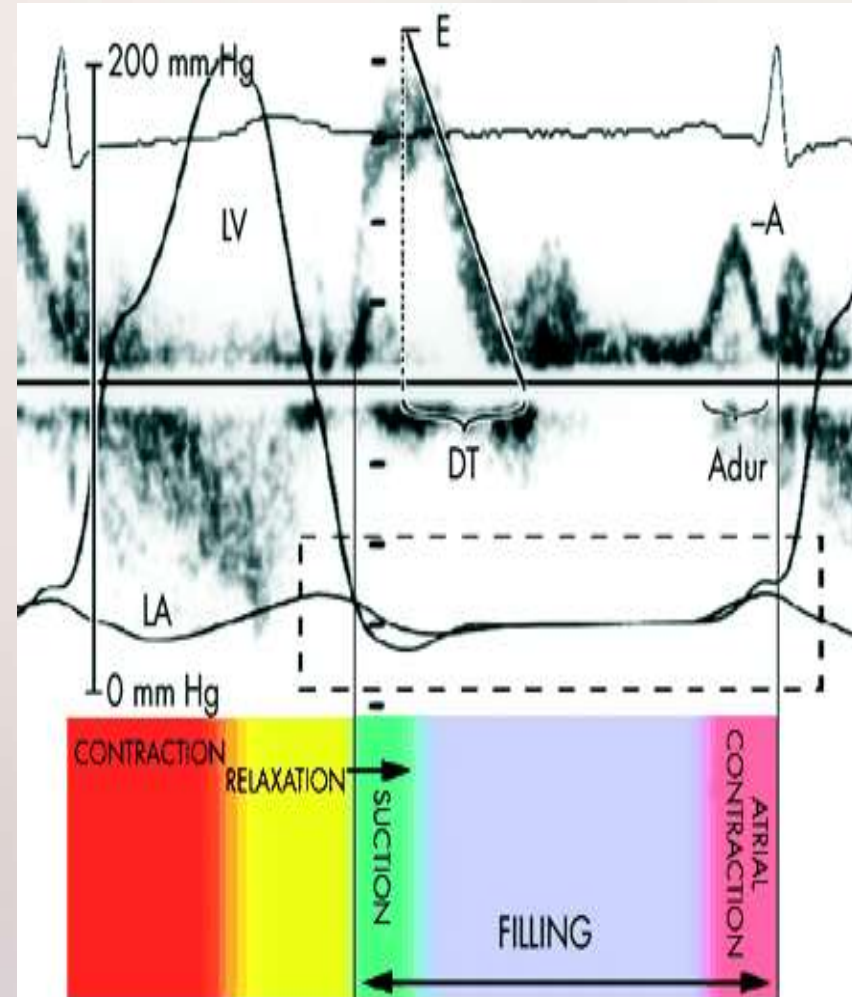 200 mm Hg
E
LV
–A
DT
Adur
LA
0 mm Hg
CONTRACTION
RELAXATION
SUCTION
FILLING
ATRIAL
CONTRACTION